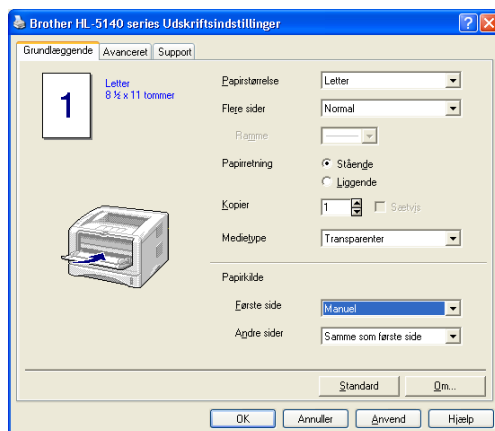 Brother HL-5140 series Udskriftsindstillinger
Grundlæggende Avanceret Support
1
Letter
8 ½ x 11 tommer
Papirstørrelse Letter
Flere sider Normal
Ramme
Papirretning Stående
Liggende
Kopier 1 Sætvis
Medietype Transparenter
Papirkilde
Første side Manuel
Andre sider Samme som første side
Standard Om...
OK Annuller Anvend Hjælp